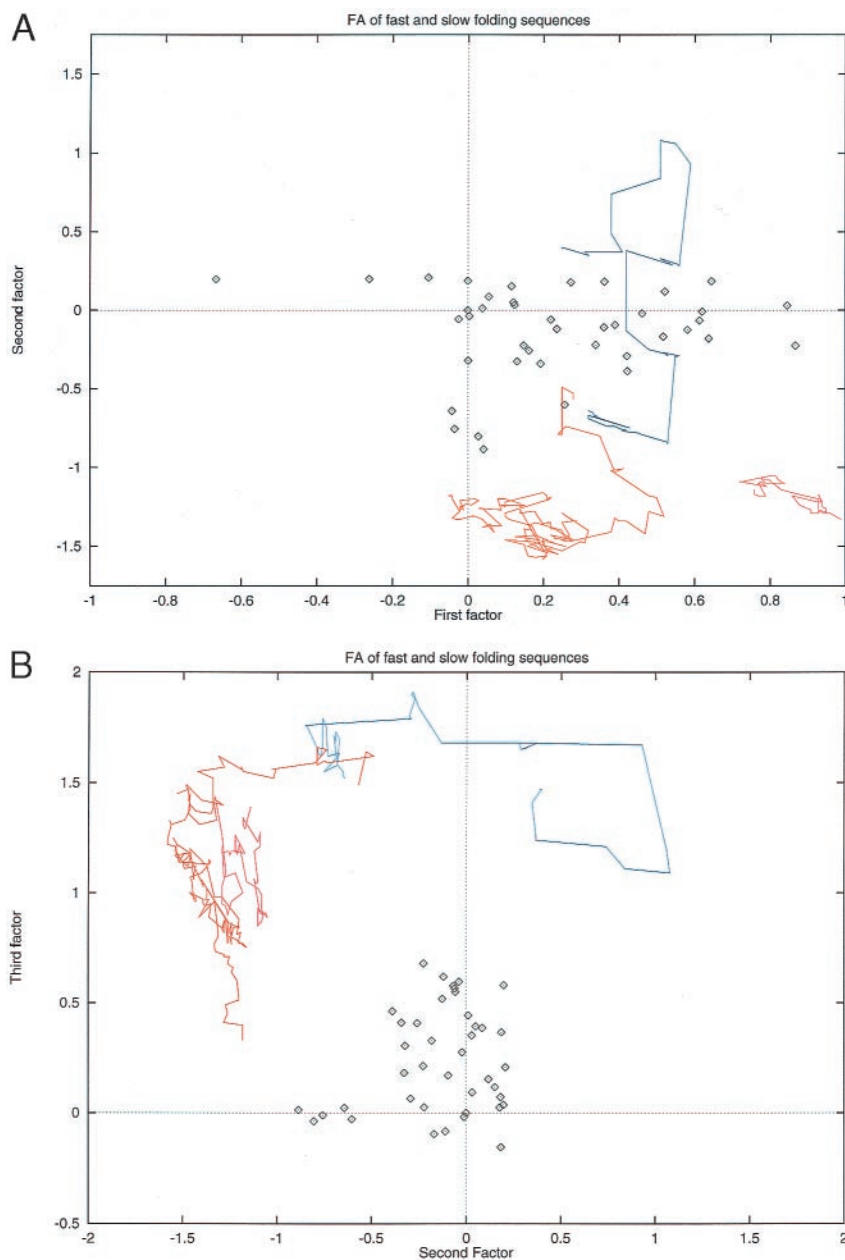 A
FA of fast and slow folding sequences
1.5
1
0.5
0
-0.5
-1
-1.5
Second factor
-1 -0.8 -0.6 -0.4 -0.2 0 0.2 0.4 0.6 0.8 1
First factor
B
FA of fast and slow folding sequences
2
1.5
1
0.5
0
-0.5
Third factor
-2 -1.5 -1 -0.5 0 0.5 1 1.5 2
Second Factor